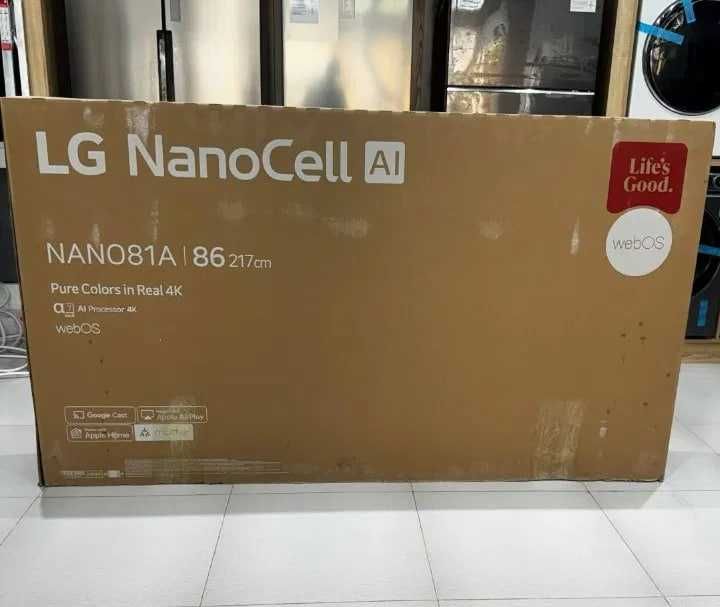 LG NanoCell AI
Life's
Good.
webOS
NANO81A | 86 217cm
Pure Colors in Real 4K
α7 AI Processor 4K
webOS
Google Cast
Apple AirPlay
Apple Home